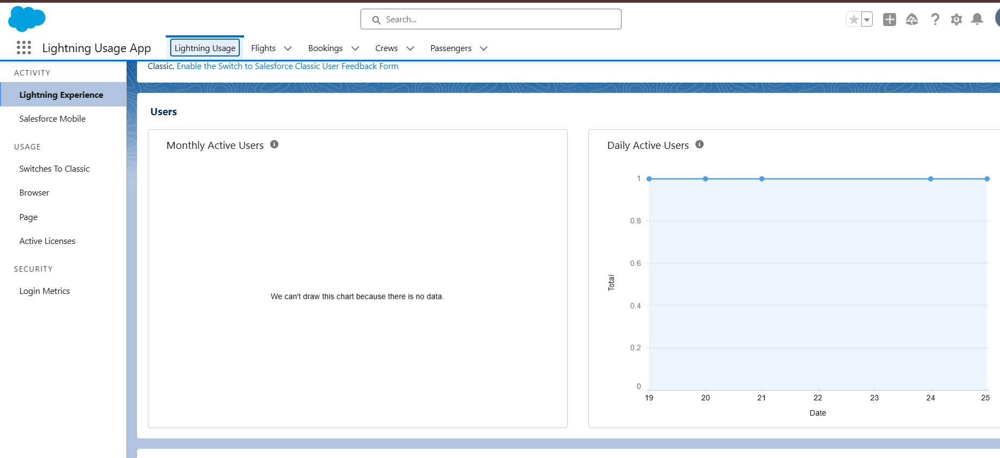 Search...
Lightning Usage App
Lightning Usage
Flights
Bookings
Crews
Passengers
ACTIVITY
Lightning Experience
Salesforce Mobile
USAGE
Switches To Classic
Browser
Page
Active Licenses
SECURITY
Login Metrics
Classic. Enable the Switch to Salesforce Classic User Feedback Form
Users
Monthly Active Users
We can't draw this chart because there is no data.
Daily Active Users
1
0.8
0.6
0.4
0.2
0
Total
19 20 21 22 23 24 25
Date